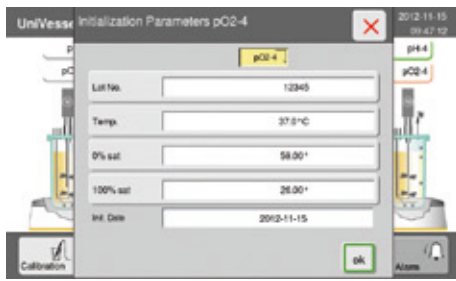 UniVesse
Initialization Parameters pO2-4
2012-11-15
09:47:12
pO2-4
pH-4
pO2-4
Lot No. 12345
Temp. 37.0°C
0% sat 58.00°
100% sat 26.00°
Init. Date 2012-11-15
ok
Calibration
Alarm